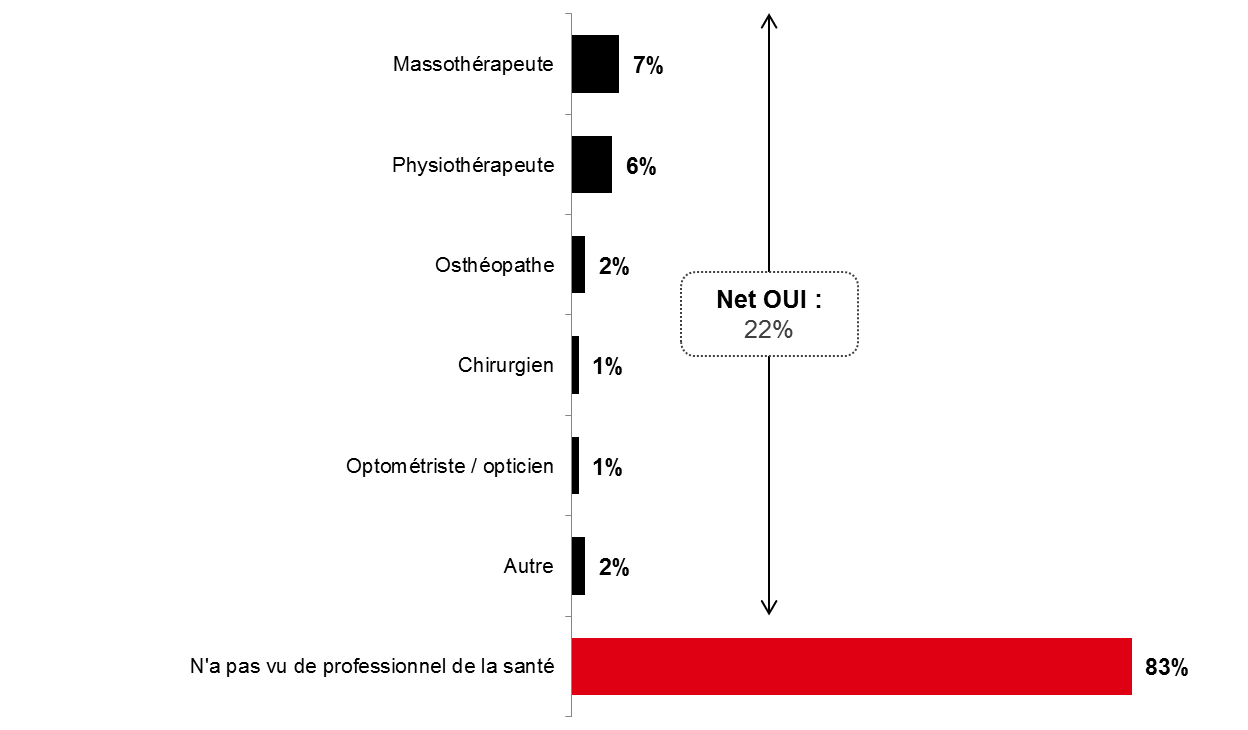 Massothérapeute 7%
Physiothérapeute 6%
Osthéopathe 2%
Net OUI :
22%
Chirurgien 1%
Optométriste / opticien 1%
Autre 2%
N'a pas vu de professionnel de la santé 83%